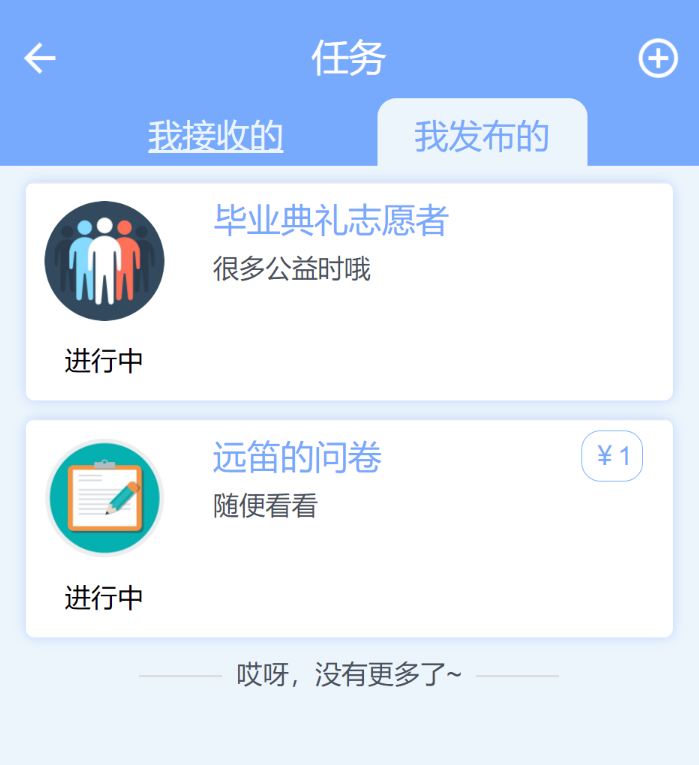 任务
我接收的 我发布的
毕业典礼志愿者
很多公益时哦
进行中
远笛的问卷 ¥1
随便看看
进行中
哎呀，没有更多了~